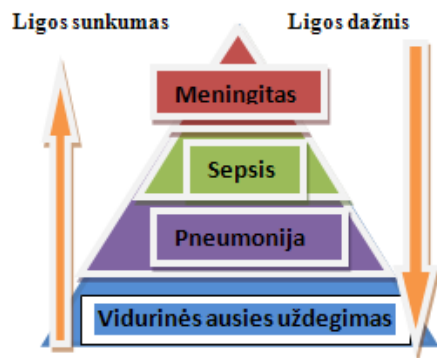 Ligos sunkumas
Ligos dažnis
Meningitas
Sepsis
Pneumonija
Vidurinės ausies uždegimas